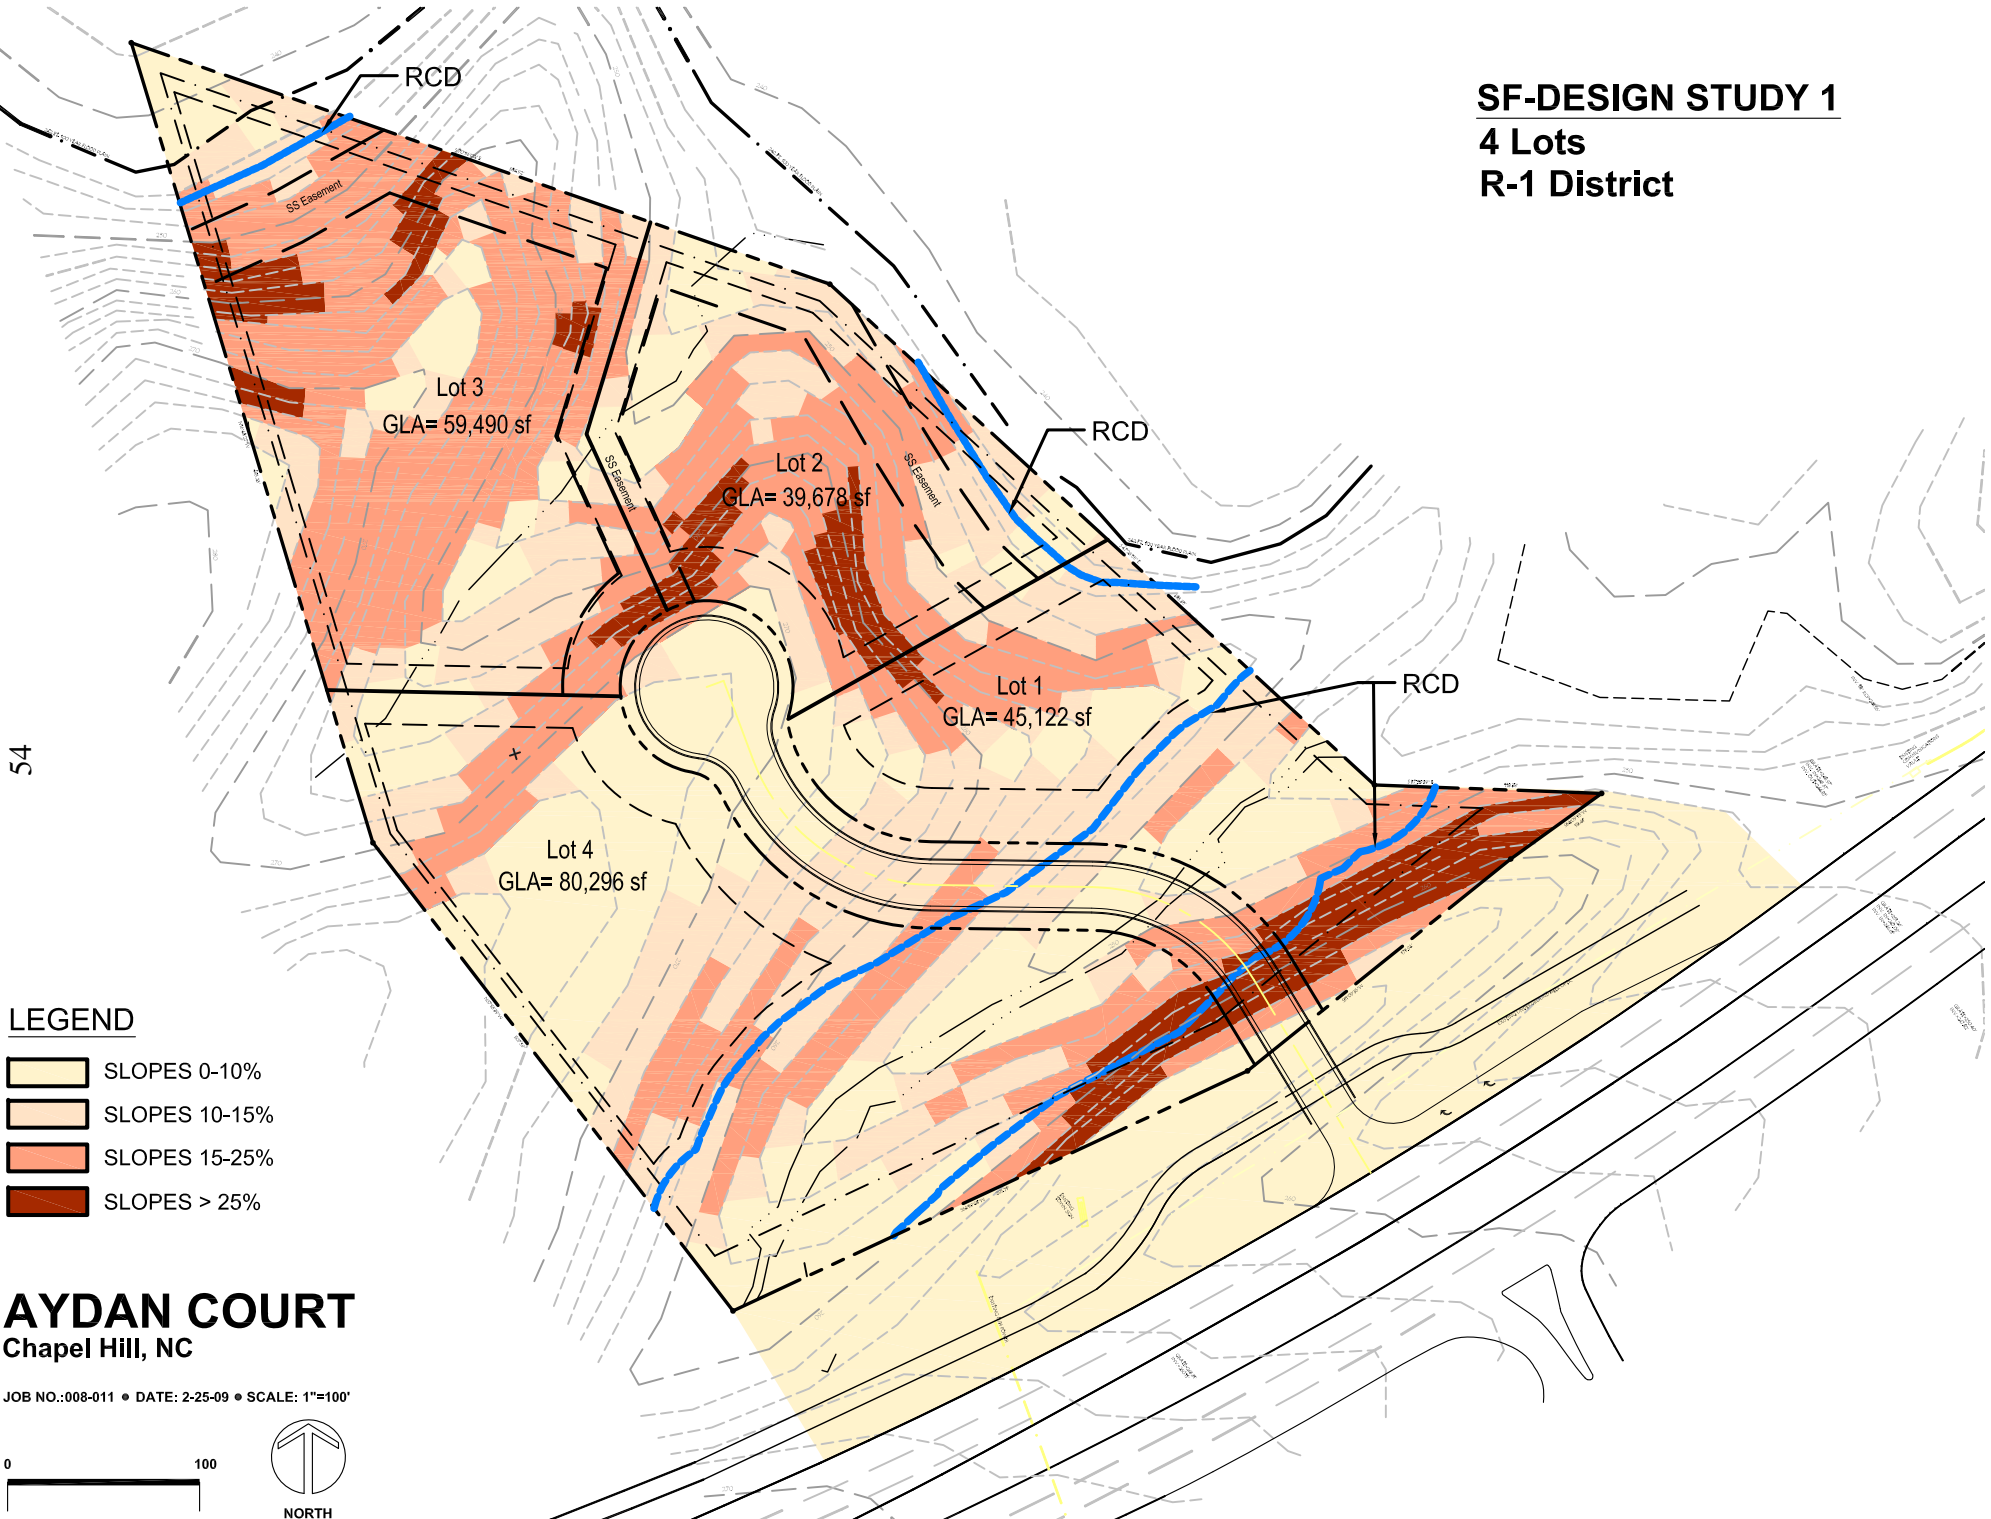 SF-DESIGN STUDY 1
4 Lots
R-1 District
RCD
SS Easement
Lot 3
GLA= 59,490 sf
SS Easement
Lot 2
GLA= 39,678 sf
SS Easement
RCD
Lot 1
GLA= 45,122 sf
RCD
Lot 4
GLA= 80,296 sf
54
LEGEND
SLOPES 0-10%
SLOPES 10-15%
SLOPES 15-25%
SLOPES > 25%
AYDAN COURT
Chapel Hill, NC
JOB NO.:008-011 • DATE: 2-25-09 • SCALE: 1"=100'
0 100
NORTH